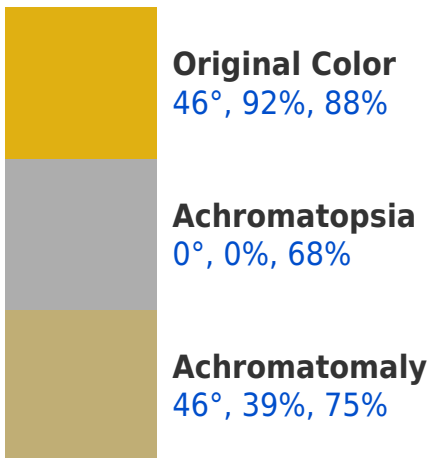 Original Color
46°, 92%, 88%
Achromatopsia
0°, 0%, 68%
Achromatomaly
46°, 39%, 75%